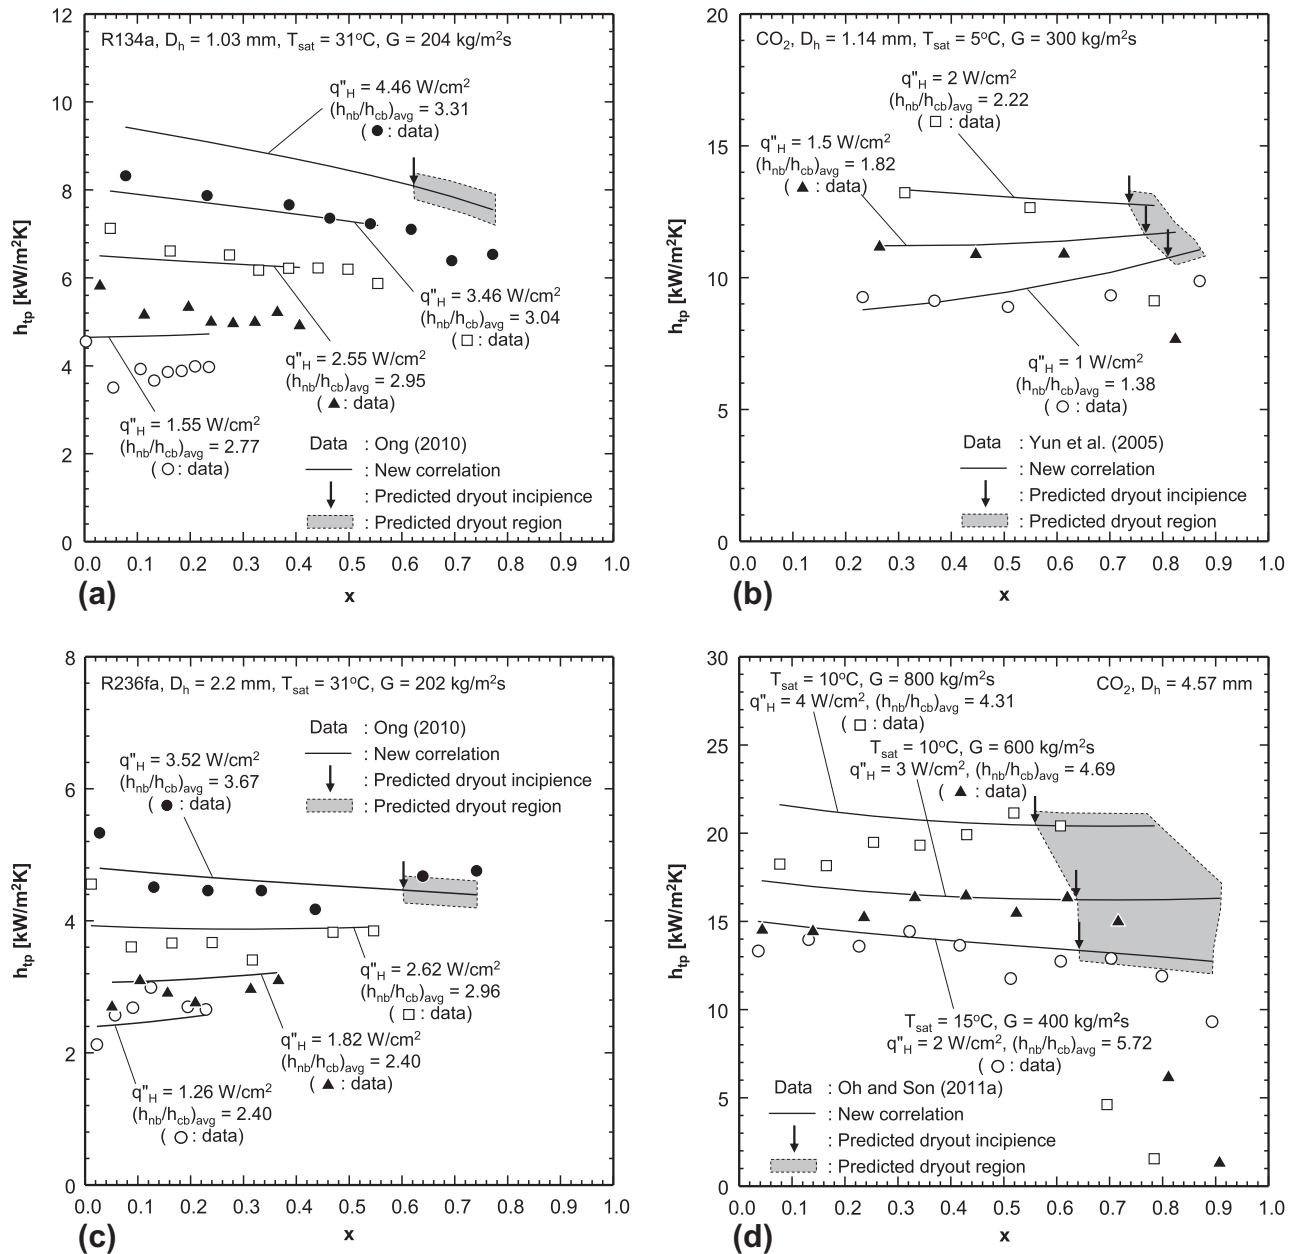 12
10
8
6
4
2
0
h_tp [kW/m²K]
R134a, D_h = 1.03 mm, T_sat = 31°C, G = 204 kg/m²s
q"_H = 4.46 W/cm²
(h_nb/h_cb)_avg = 3.31
( ● : data)
q"_H = 3.46 W/cm²
(h_nb/h_cb)_avg = 3.04
( □ : data)
q"_H = 2.55 W/cm²
(h_nb/h_cb)_avg = 2.95
( ▲ : data)
q"_H = 1.55 W/cm²
(h_nb/h_cb)_avg = 2.77
( ○ : data)
Data : Ong (2010)
: New correlation
: Predicted dryout incipience
: Predicted dryout region
0.0 0.1 0.2 0.3 0.4 0.5 0.6 0.7 0.8 0.9 1.0
(a)
x
20
15
10
5
0
h_tp [kW/m²K]
CO₂, D_h = 1.14 mm, T_sat = 5°C, G = 300 kg/m²s
q"_H = 2 W/cm²
(h_nb/h_cb)_avg = 2.22
( □ : data)
q"_H = 1.5 W/cm²
(h_nb/h_cb)_avg = 1.82
( ▲ : data)
q"_H = 1 W/cm²
(h_nb/h_cb)_avg = 1.38
( ○ : data)
Data : Yun et al. (2005)
: New correlation
: Predicted dryout incipience
: Predicted dryout region
0.0 0.1 0.2 0.3 0.4 0.5 0.6 0.7 0.8 0.9 1.0
(b)
x
8
6
4
2
0
h_tp [kW/m²K]
R236fa, D_h = 2.2 mm, T_sat = 31°C, G = 202 kg/m²s
Data : Ong (2010)
: New correlation
: Predicted dryout incipience
: Predicted dryout region
q"_H = 3.52 W/cm²
(h_nb/h_cb)_avg = 3.67
( ● : data)
q"_H = 2.62 W/cm²
(h_nb/h_cb)_avg = 2.96
( □ : data)
q"_H = 1.82 W/cm²
(h_nb/h_cb)_avg = 2.40
( ▲ : data)
q"_H = 1.26 W/cm²
(h_nb/h_cb)_avg = 2.40
( ○ : data)
0.0 0.1 0.2 0.3 0.4 0.5 0.6 0.7 0.8 0.9 1.0
(c)
x
30
25
20
15
10
5
0
h_tp [kW/m²K]
CO₂, D_h = 4.57 mm
T_sat = 10°C, G = 800 kg/m²s
q"_H = 4 W/cm², (h_nb/h_cb)_avg = 4.31
( □ : data)
T_sat = 10°C, G = 600 kg/m²s
q"_H = 3 W/cm², (h_nb/h_cb)_avg = 4.69
( ▲ : data)
T_sat = 15°C, G = 400 kg/m²s
q"_H = 2 W/cm², (h_nb/h_cb)_avg = 5.72
( ○ : data)
Data : Oh and Son (2011a)
: New correlation
: Predicted dryout incipience
: Predicted dryout region
0.0 0.1 0.2 0.3 0.4 0.5 0.6 0.7 0.8 0.9 1.0
(d)
x